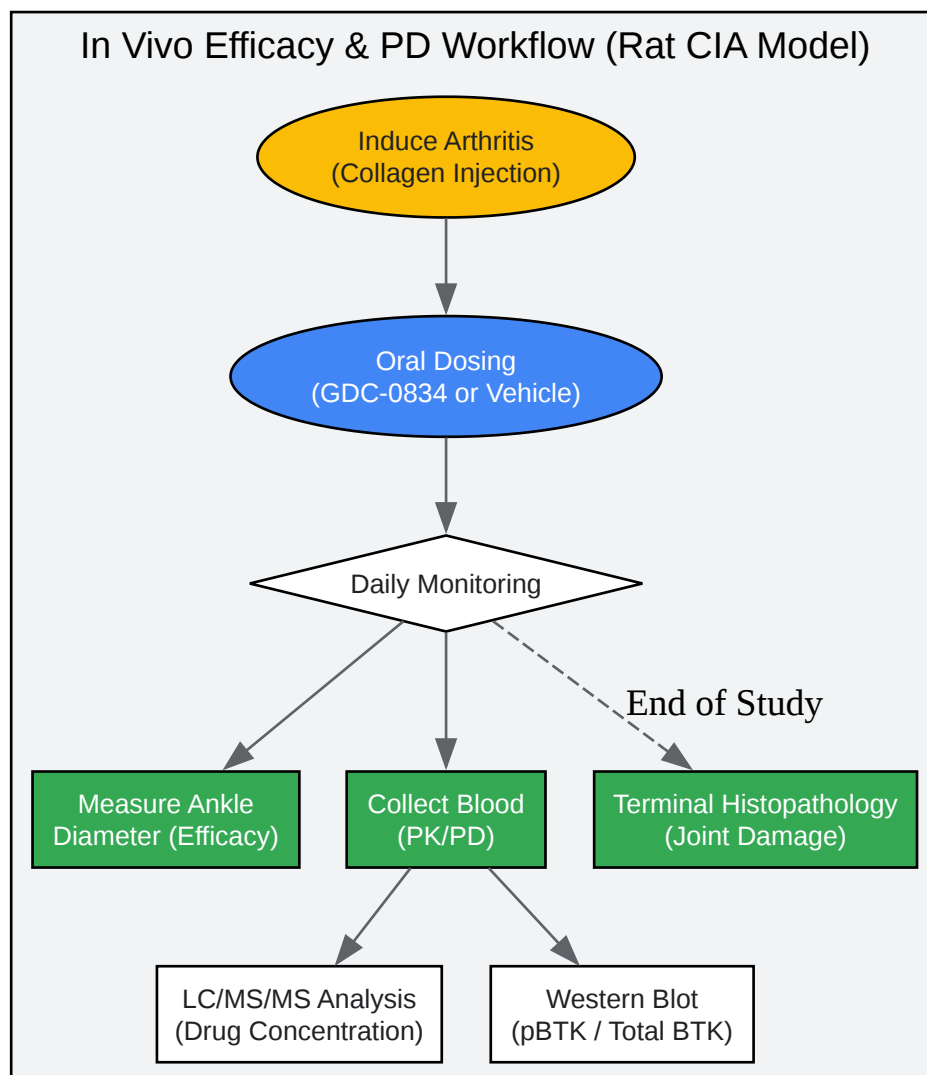 In Vivo Efficacy & PD Workflow (Rat CIA Model)
Induce Arthritis
(Collagen Injection)
Oral Dosing
(GDC-0834 or Vehicle)
Daily Monitoring
End of Study
Measure Ankle
Diameter (Efficacy)
Collect Blood
(PK/PD)
Terminal Histopathology
(Joint Damage)
LC/MS/MS Analysis
(Drug Concentration)
Western Blot
(pBTK / Total BTK)